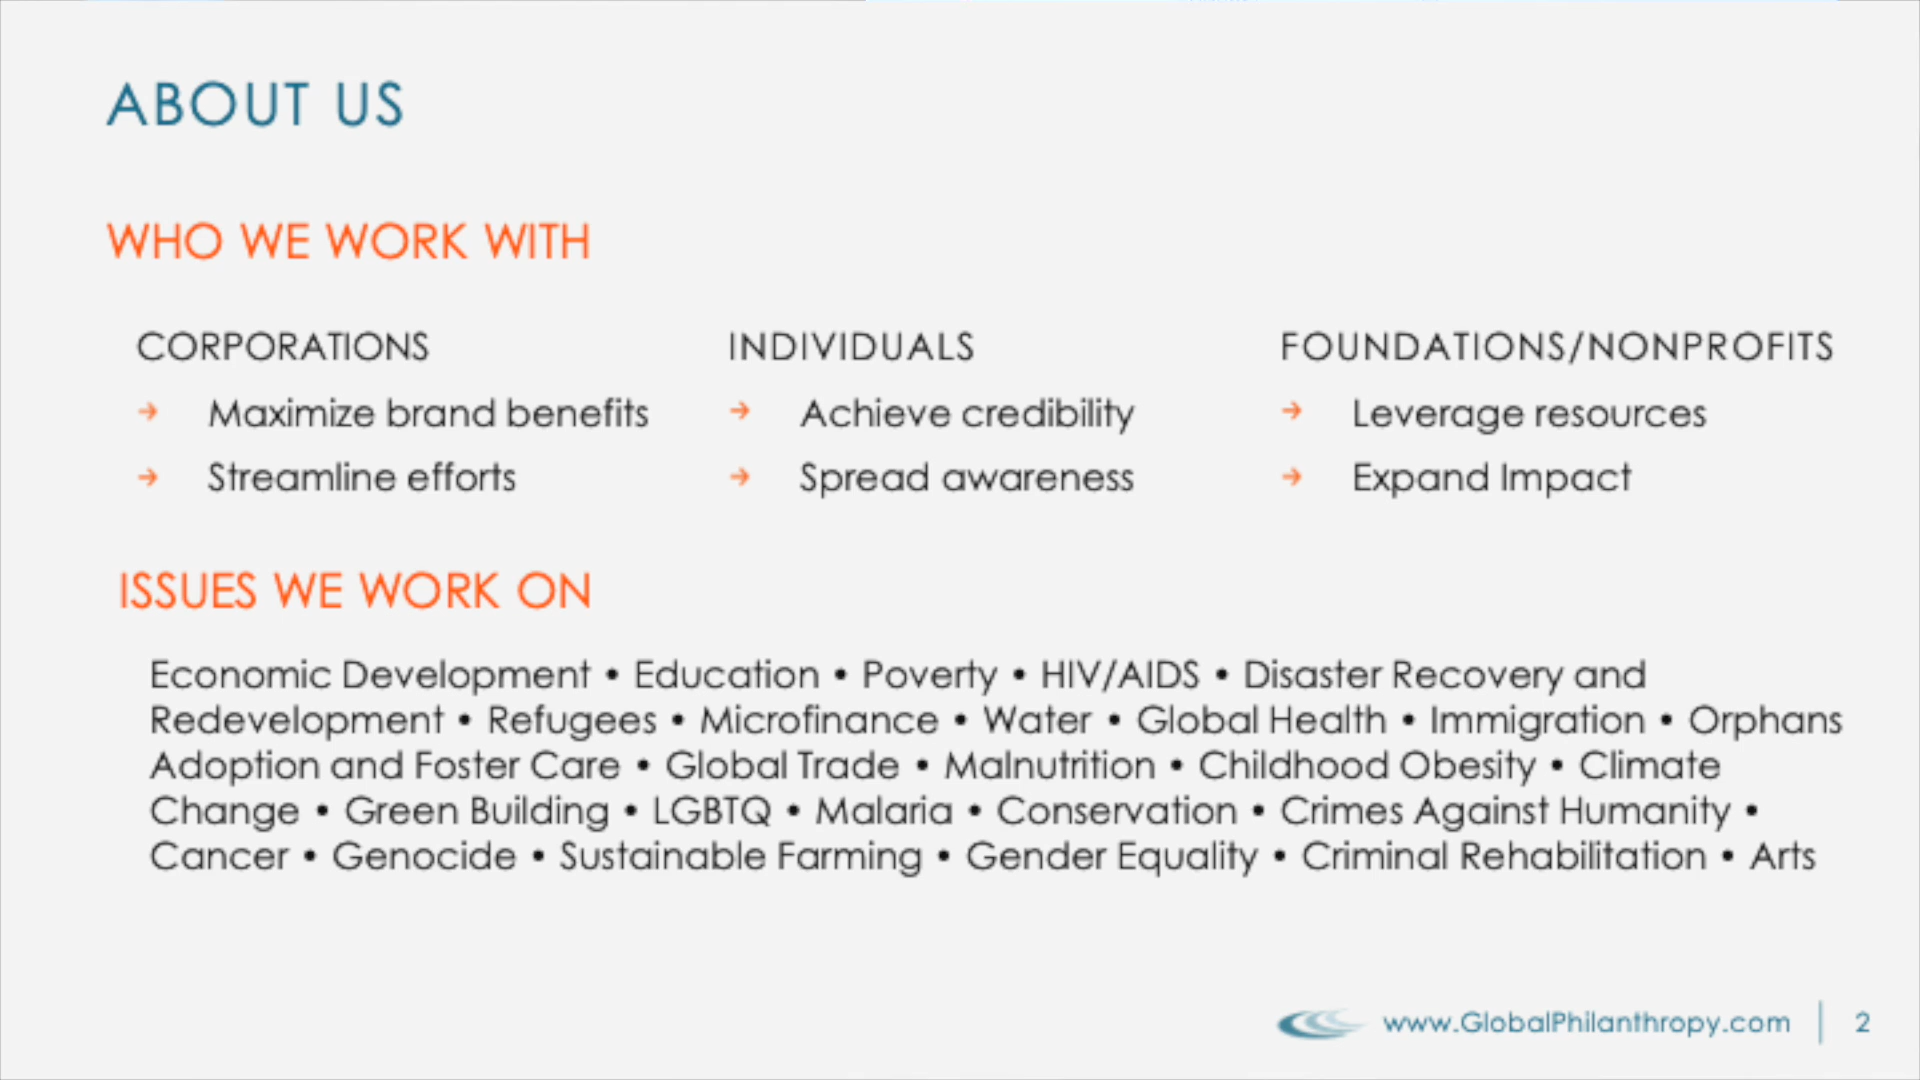 ABOUT US
WHO WE WORK WITH
CORPORATIONS
→ Maximize brand benefits
→ Streamline efforts
INDIVIDUALS
→ Achieve credibility
→ Spread awareness
FOUNDATIONS/NONPROFITS
→ Leverage resources
→ Expand Impact
ISSUES WE WORK ON
Economic Development • Education • Poverty • HIV/AIDS • Disaster Recovery and
Redevelopment • Refugees • Microfinance • Water • Global Health • Immigration • Orphans
Adoption and Foster Care • Global Trade • Malnutrition • Childhood Obesity • Climate
Change • Green Building • LGBTQ • Malaria • Conservation • Crimes Against Humanity •
Cancer • Genocide • Sustainable Farming • Gender Equality • Criminal Rehabilitation • Arts
www.GlobalPhilanthropy.com | 2